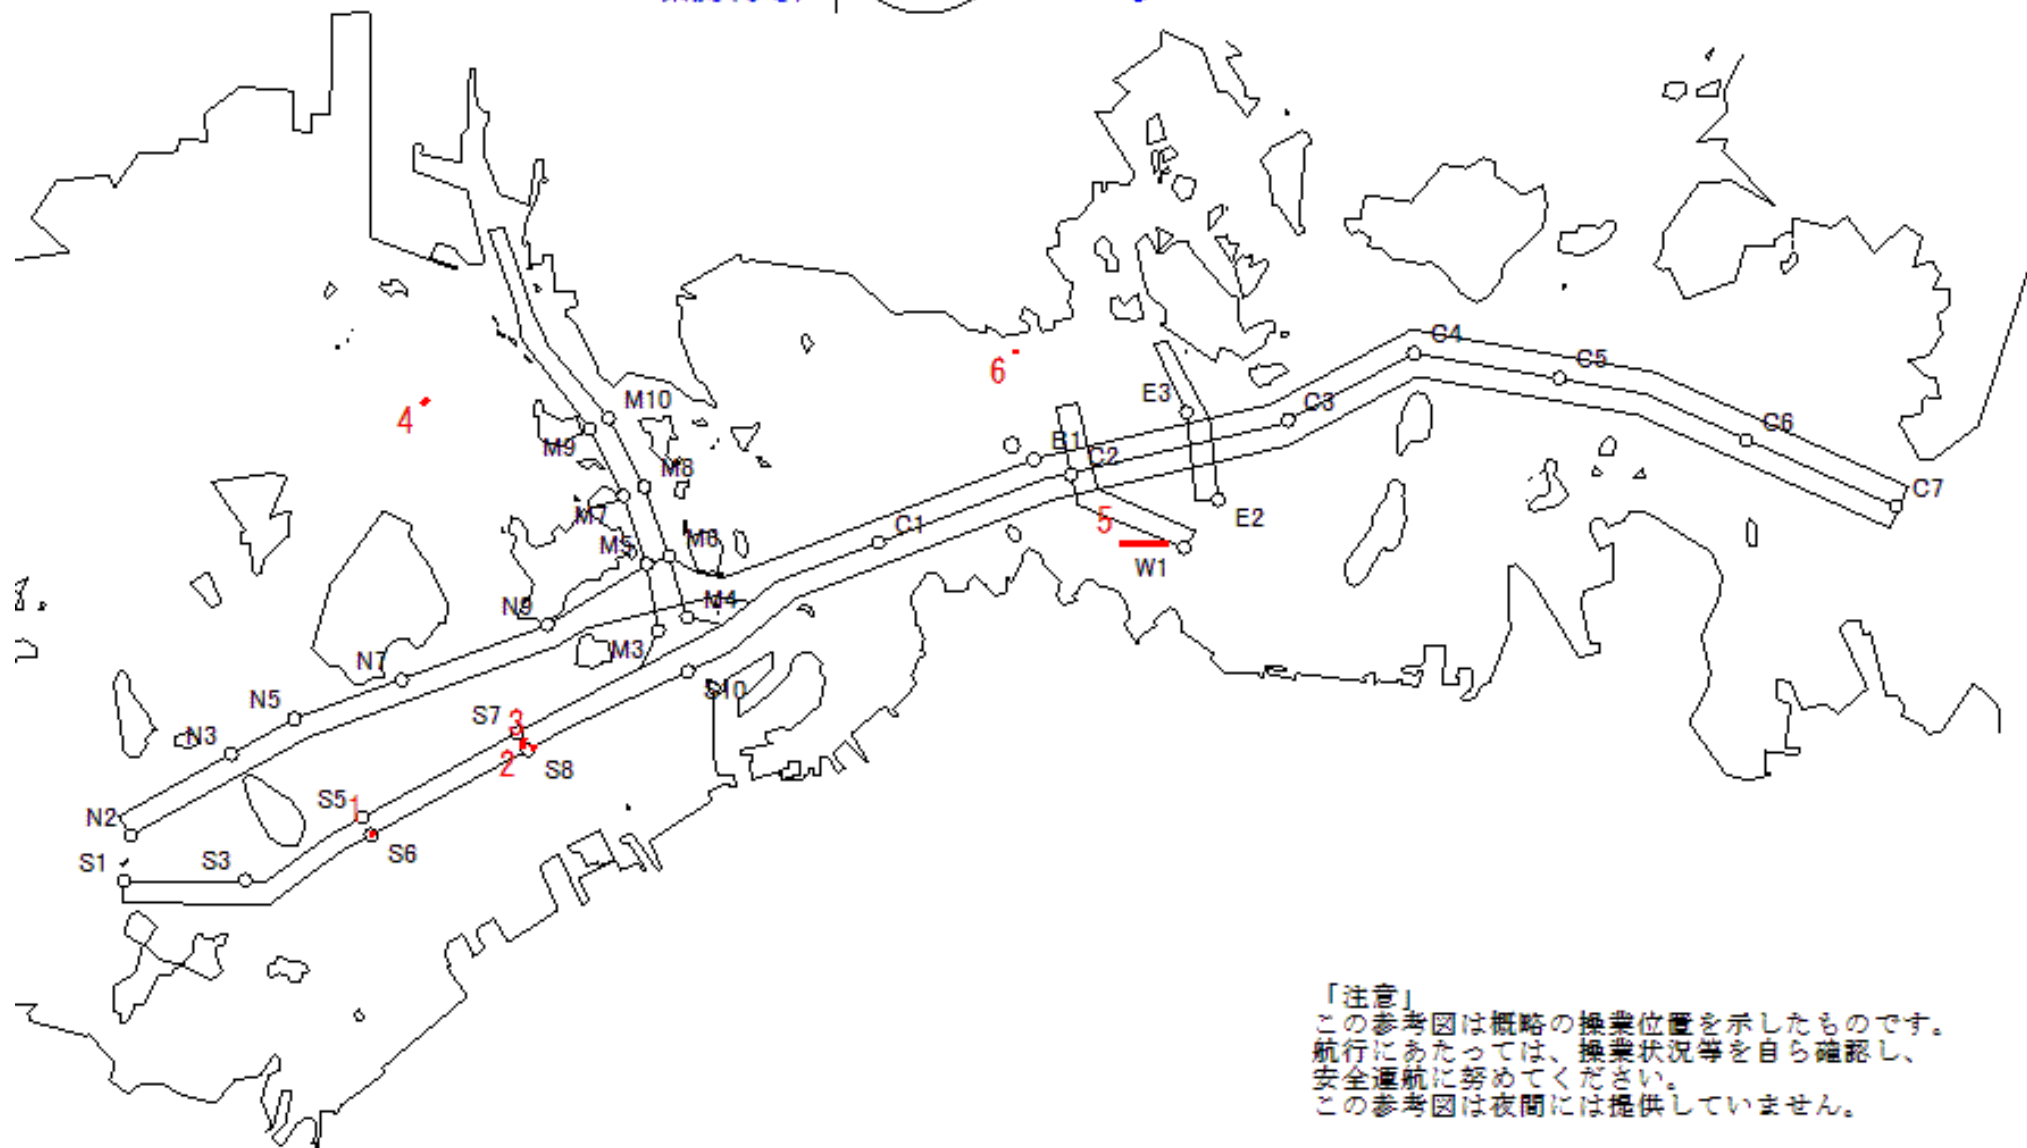 C4
C5
6
E3
C3
4
M10
C6
M9
B1
C2
M8
C7
M7
5
E2
C1
M5
M6
W1
N9
M4
M3
N7
S10
N5
S7
3
N3
2
S8
S5
1
N2
S6
S1
S3
「注意」
この参考図は概略の操業位置を示したものです。
航行にあたっては、操業状況等を自ら確認し、
安全運航に努めてください。
この参考図は夜間には提供していません。